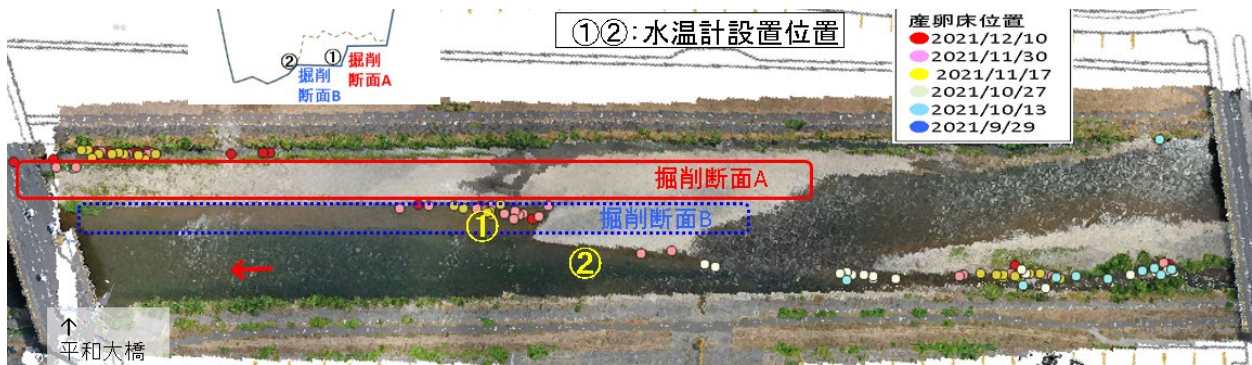 ②
①
掘削
断面B
掘削
断面A
①②:水温計設置位置
産卵床位置
2021/12/10
2021/11/30
2021/11/17
2021/10/27
2021/10/13
2021/9/29
掘削断面A
掘削断面B
①
②
↑
平和大橋